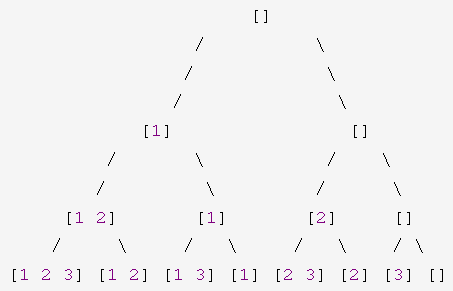 []
/ \
/ \
/ \
[1] []
/ \ / \
/ \ / \
[1 2] [1] [2] []
/ \ / \ / \ / \
[1 2 3] [1 2] [1 3] [1] [2 3] [2] [3] []